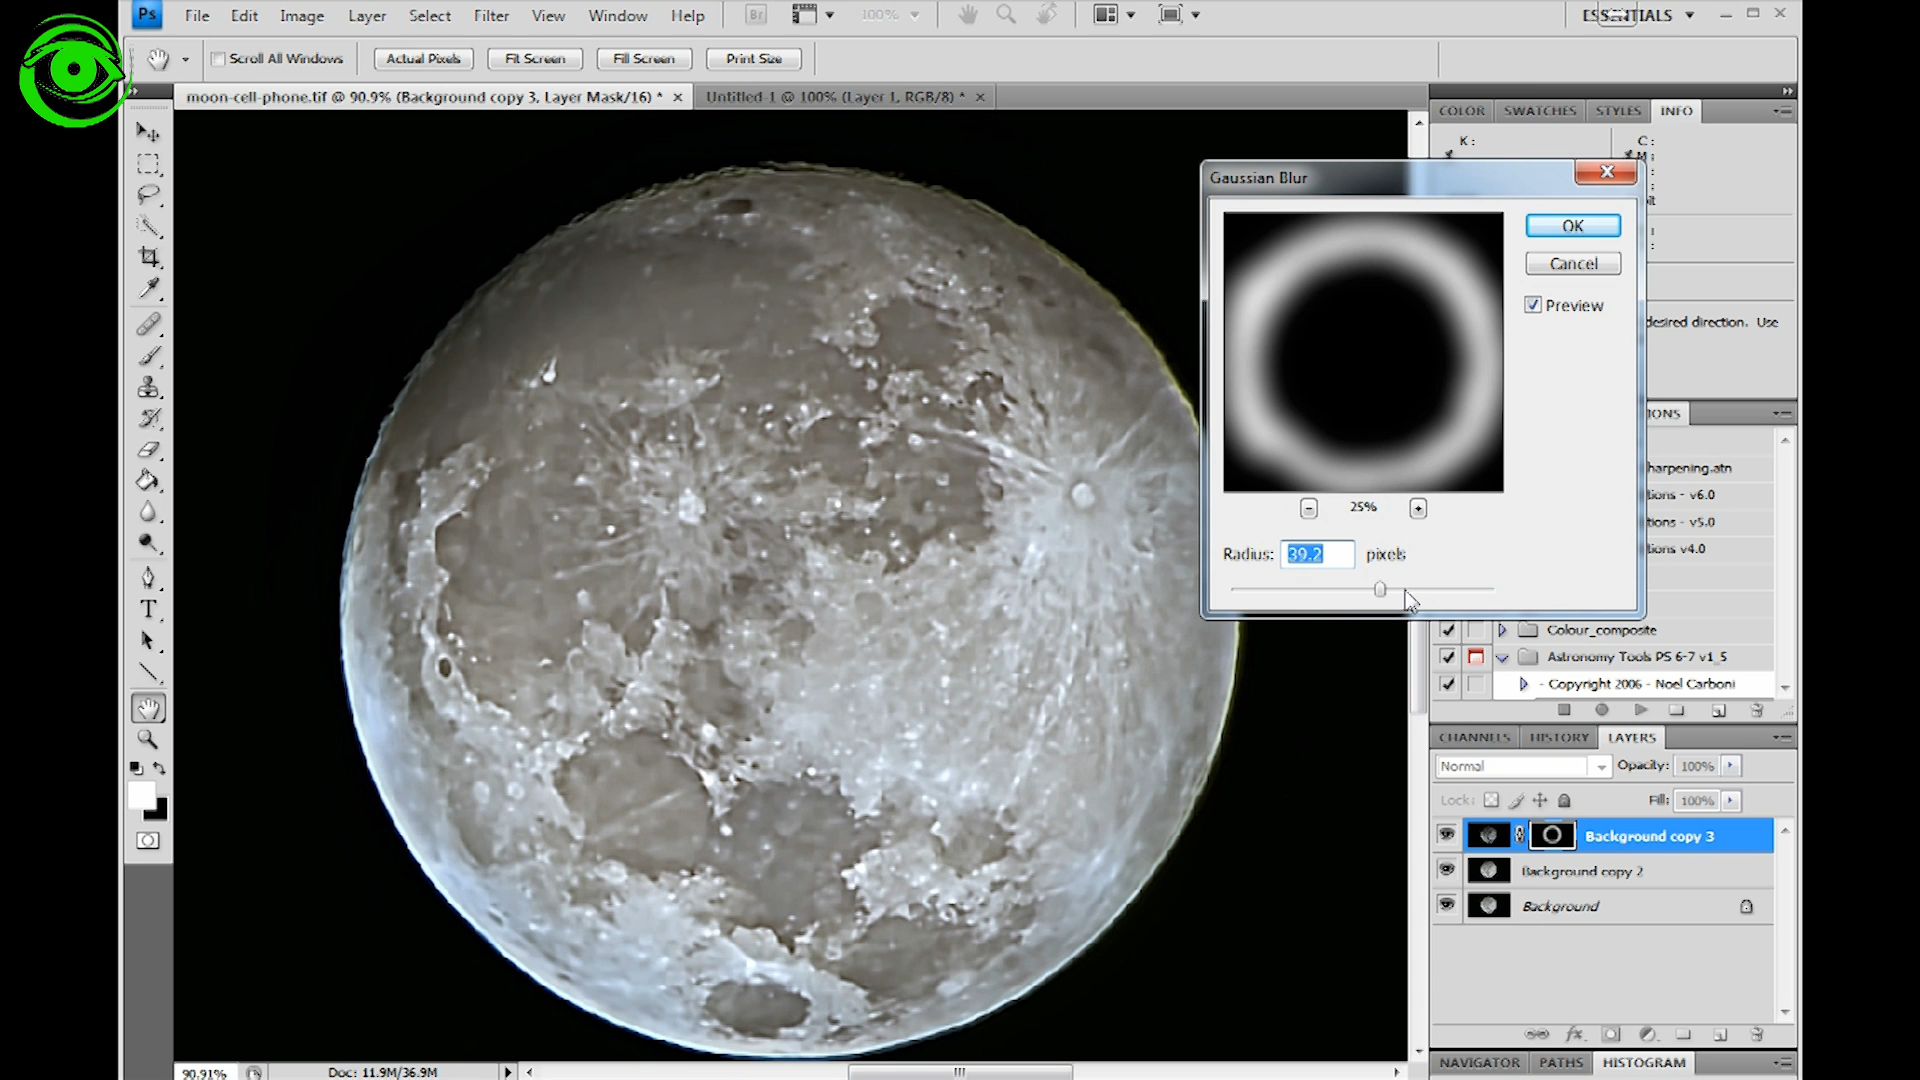 Ps File Edit Image Layer Select Filter View Window Help Br 100% ESSENTIALS
Scroll All Windows Actual Pixels Fit Screen Fill Screen Print Size
moon-cell-phone.tif @ 90.9% (Background copy 3, Layer Mask/16) * Untitled-1 @ 100% (Layer 1, RGB/8) *
COLOR SWATCHES STYLES INFO
K: C:
M:
Gaussian Blur
OK
Cancel
Preview
desired direction. Use
25%
Radius: 39.2 pixels
IONS
harpening.atn
tions - v6.0
tions - v5.0
tions v4.0
Colour_composite
Astronomy Tools PS 6-7 v1_5
- Copyright 2006 - Noel Carboni
CHANNELS HISTORY LAYERS
Normal Opacity: 100%
Lock: Fill: 100%
Background copy 3
Background copy 2
Background
fx
90.91% Doc: 11.9M/36.9M
NAVIGATOR PATHS HISTOGRAM